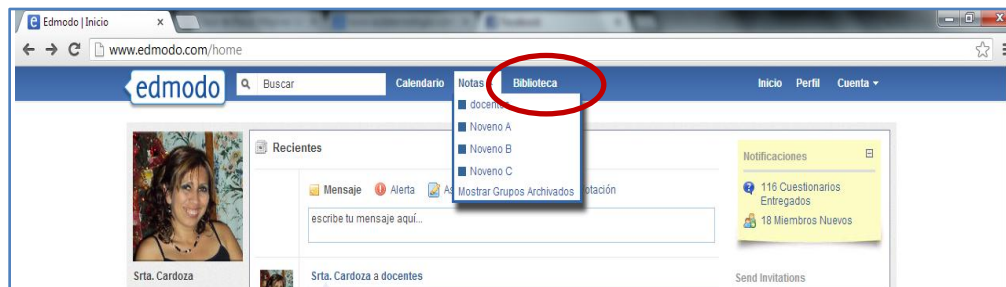 Edmodo | Inicio
www.edmodo.com/home
edmodo Buscar Calendario Notas Biblioteca Inicio Perfil Cuenta
docentes
Noveno A
Noveno B
Noveno C
Mostrar Grupos Archivados
Recientes
Mensaje Alerta
escribe tu mensaje aquí...
Srta. Cardoza
Srta. Cardoza a docentes
Notificaciones
116 Cuestionarios
Entregados
18 Miembros Nuevos
Send Invitations